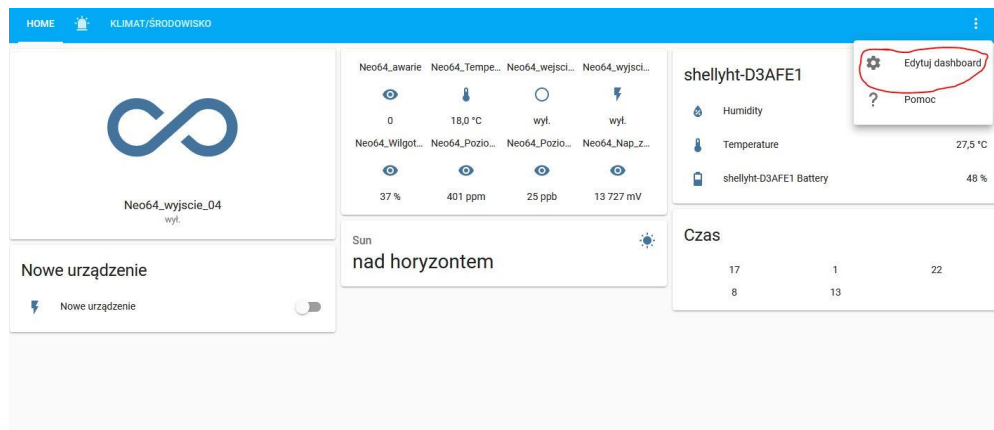 HOME KLIMAT/ŚRODOWISKO
Edytuj dashboard
Pomoc
Neo64_wyjscie_04
wył.
Nowe urządzenie
Nowe urządzenie
Neo64_awarie Neo64_Tempe... Neo64_wejsci... Neo64_wyjsci...
0 18,0 °C wył. wył.
Neo64_Wilgot... Neo64_Pozio... Neo64_Pozio... Neo64_Nap_z...
37 % 401 ppm 25 ppb 13 727 mV
Sun
nad horyzontem
shellyht-D3AFE1
Humidity
Temperature 27,5 °C
shellyht-D3AFE1 Battery 48 %
Czas
17 1 22
8 13